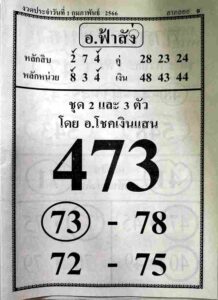 งวดประจำวันที่ 1 กุมภาพันธ์ 2566
อ.ฟ้าสั่ง
หลักสิบ 2 7 4 คู่ 28 23 24
หลักหน่วย 8 3 4 เงิน 48 43 44
ชุด 2 และ 3 ตัว
โดย อ.โชคเงินแสน
473
73 - 78
72 - 75